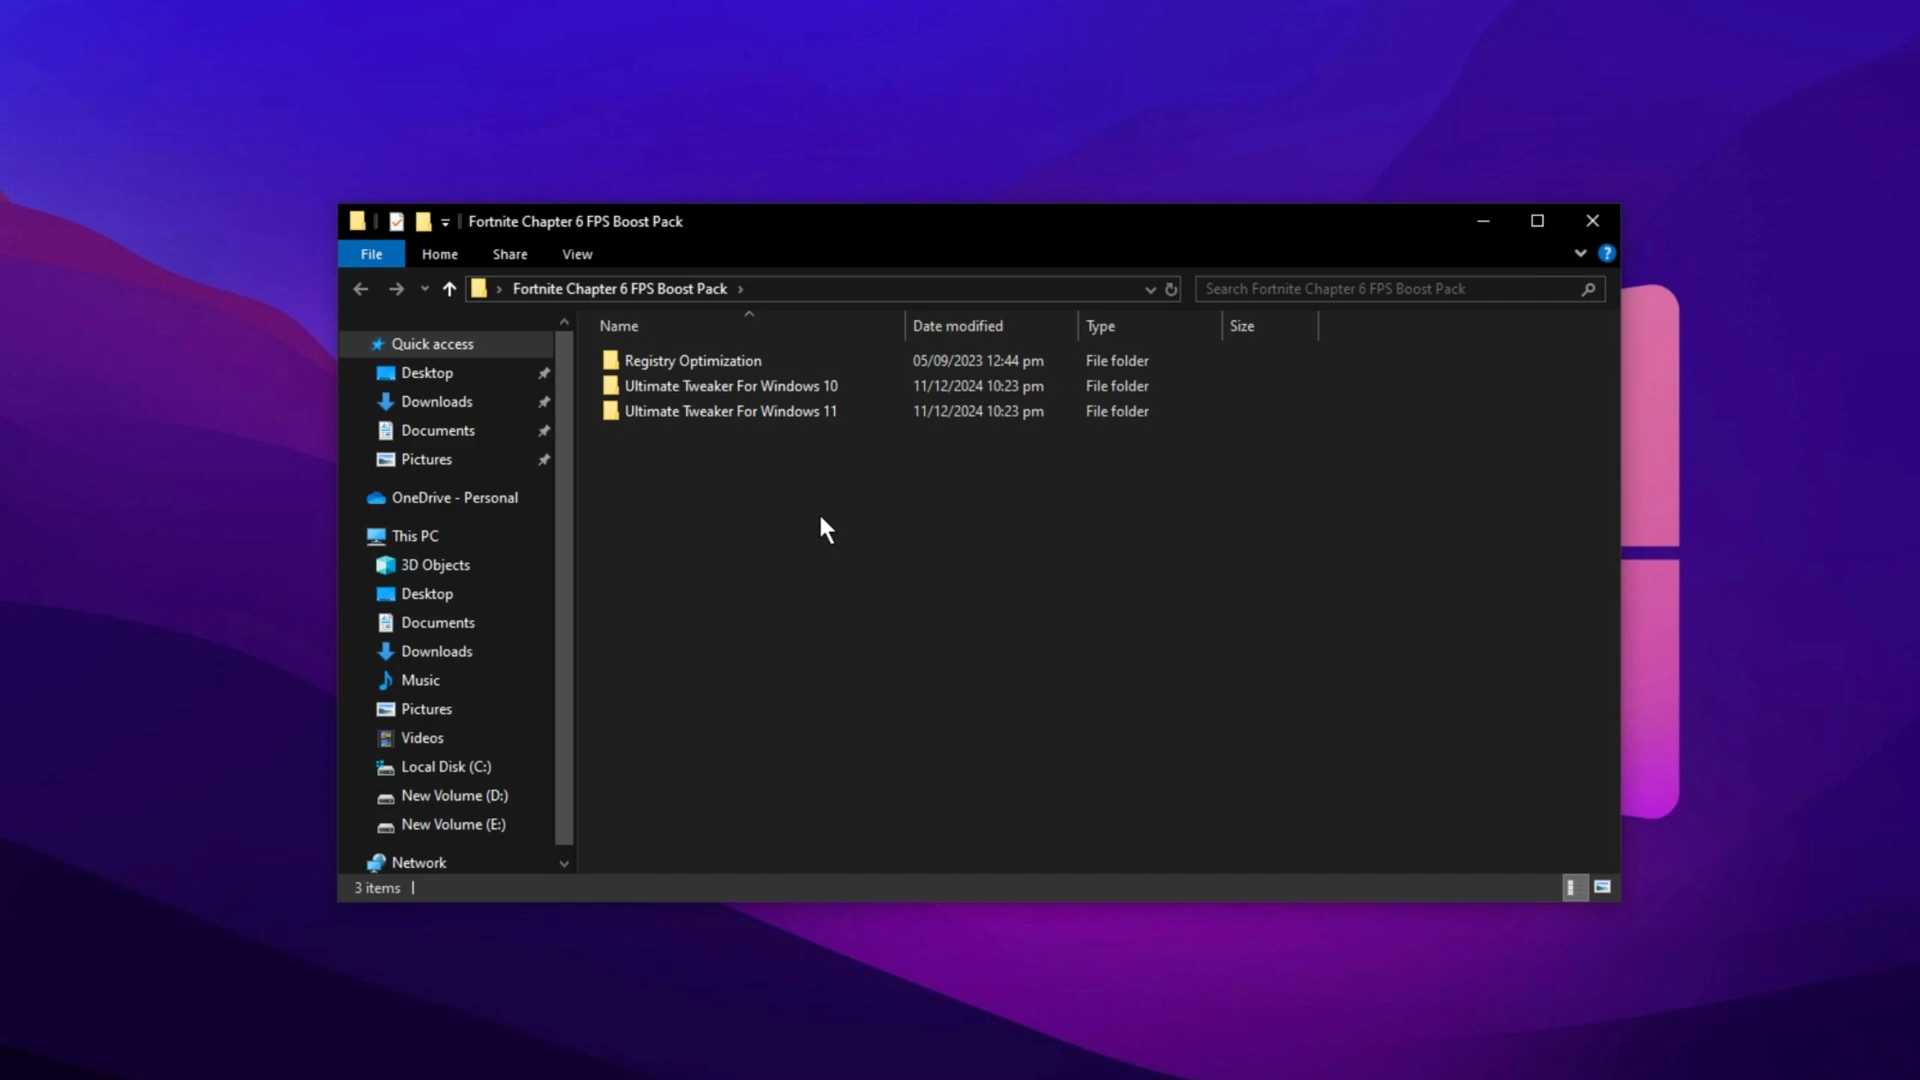 Fortnite Chapter 6 FPS Boost Pack
File Home Share View
Fortnite Chapter 6 FPS Boost Pack
Search Fortnite Chapter 6 FPS Boost Pack
Name Date modified Type Size
Registry Optimization 05/09/2023 12:44 pm File folder
Ultimate Tweaker For Windows 10 11/12/2024 10:23 pm File folder
Ultimate Tweaker For Windows 11 11/12/2024 10:23 pm File folder
Quick access
Desktop
Downloads
Documents
Pictures
OneDrive - Personal
This PC
3D Objects
Desktop
Documents
Downloads
Music
Pictures
Videos
Local Disk (C:)
New Volume (D:)
New Volume (E:)
Network
3 items